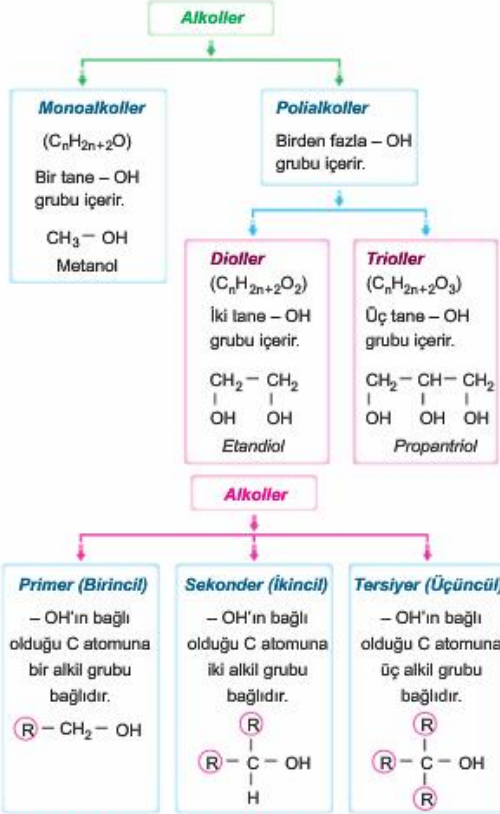 Alkoller
Monoalkoller
(CₙH₂ₙ₊₂O)
Bir tane – OH
grubu içerir.
CH₃ – OH
Metanol
Polialkoller
Birden fazla – OH
grubu içerir.
Dioller
(CₙH₂ₙ₊₂O₂)
İki tane – OH
grubu içerir.
CH₂ – CH₂
OH OH
Etandiol
Trioller
(CₙH₂ₙ₊₂O₃)
Üç tane – OH
grubu içerir.
CH₂ – CH – CH₂
OH OH OH
Propantriol
Alkoller
Primer (Birincil)
– OH'ın bağlı
olduğu C atomuna
bir alkil grubu
bağlıdır.
R – CH₂ – OH
Sekonder (İkincil)
– OH'ın bağlı
olduğu C atomuna
iki alkil grubu
bağlıdır.
R
R – C – OH
H
Tersiyer (Üçüncül)
– OH'ın bağlı
olduğu C atomuna
üç alkil grubu
bağlıdır.
R
R – C – OH
R